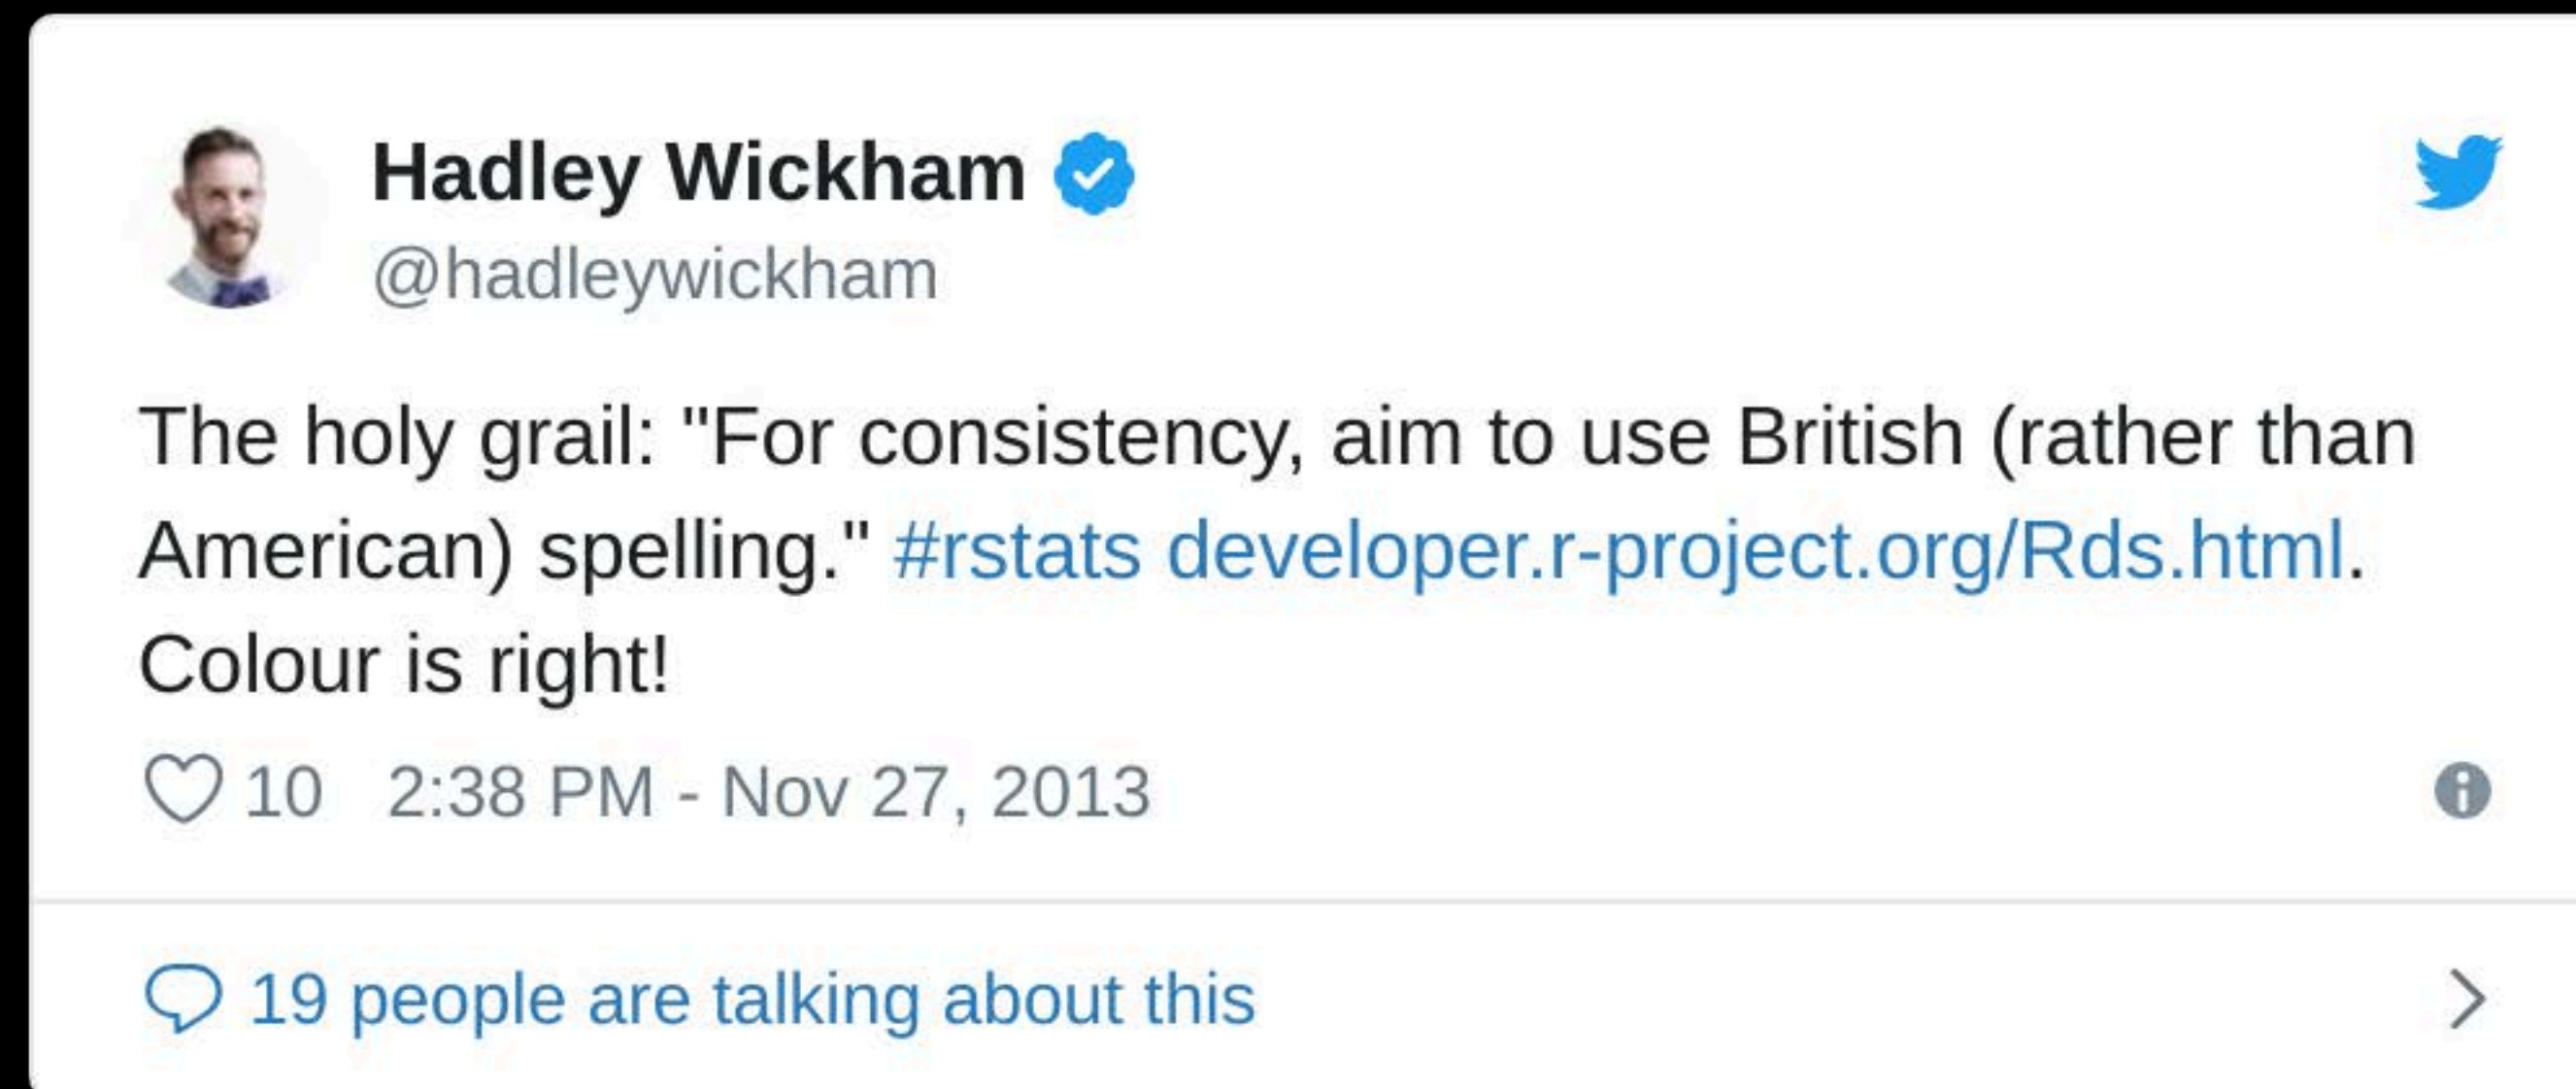 Hadley Wickham
@hadleywickham
The holy grail: "For consistency, aim to use British (rather than
American) spelling." #rstats developer.r-project.org/Rds.html.
Colour is right!
10 2:38 PM - Nov 27, 2013
19 people are talking about this